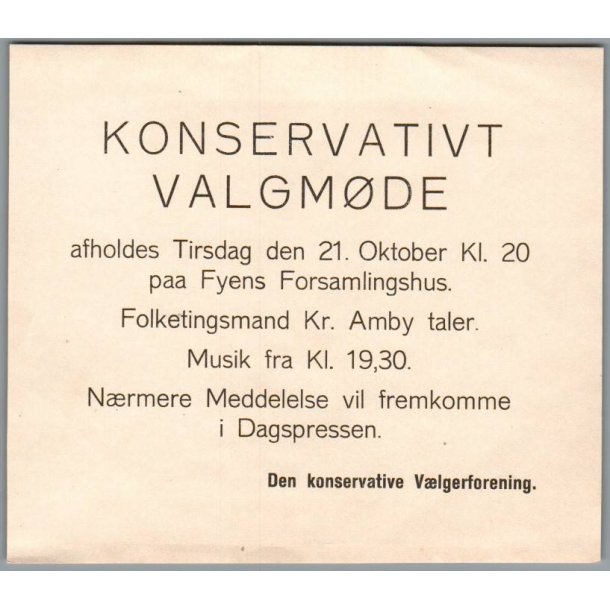 KONSERVATIVT
VALGMØDE
afholdes Tirsdag den 21. Oktober Kl. 20
paa Fyens Forsamlingshus.
Folketingsmand Kr. Amby taler.
Musik fra Kl. 19,30.
Nærmere Meddelelse vil fremkomme
i Dagspressen.
Den konservative Vælgerforening.